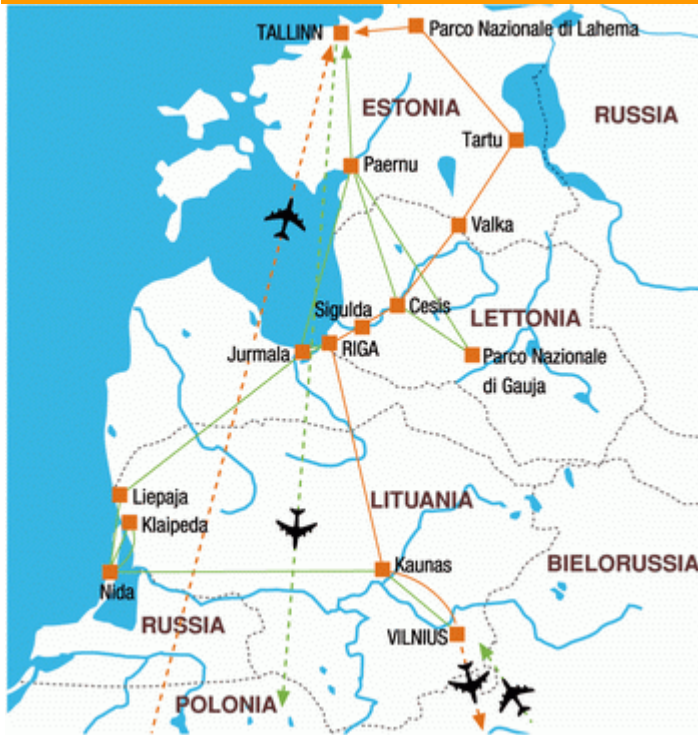 TALLINN
Parco Nazionale di Lahema
ESTONIA
RUSSIA
Tartu
Paernu
Valka
Sigulda
Cesis
LETTONIA
Jurmala
RIGA
Parco Nazionale
di Gauja
Liepaja
LITUANIA
Klaipeda
Kaunas
BIELORUSSIA
Nida
RUSSIA
VILNIUS
POLONIA